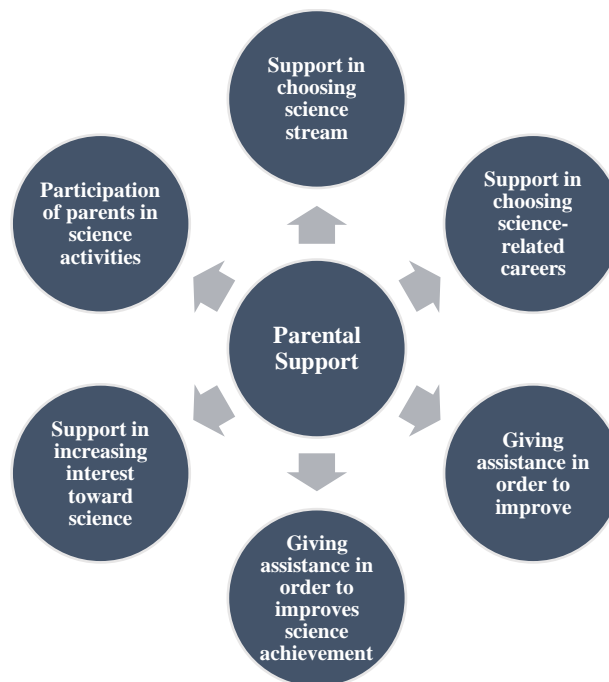 Support in
choosing
science
stream
Participation
of parents in
science
activities
Support in
choosing
science-
related
careers
Parental
Support
Support in
increasing
interest
toward
science
Giving
assistance in
order to
improve
Giving
assistance in
order to
improves
science
achievement